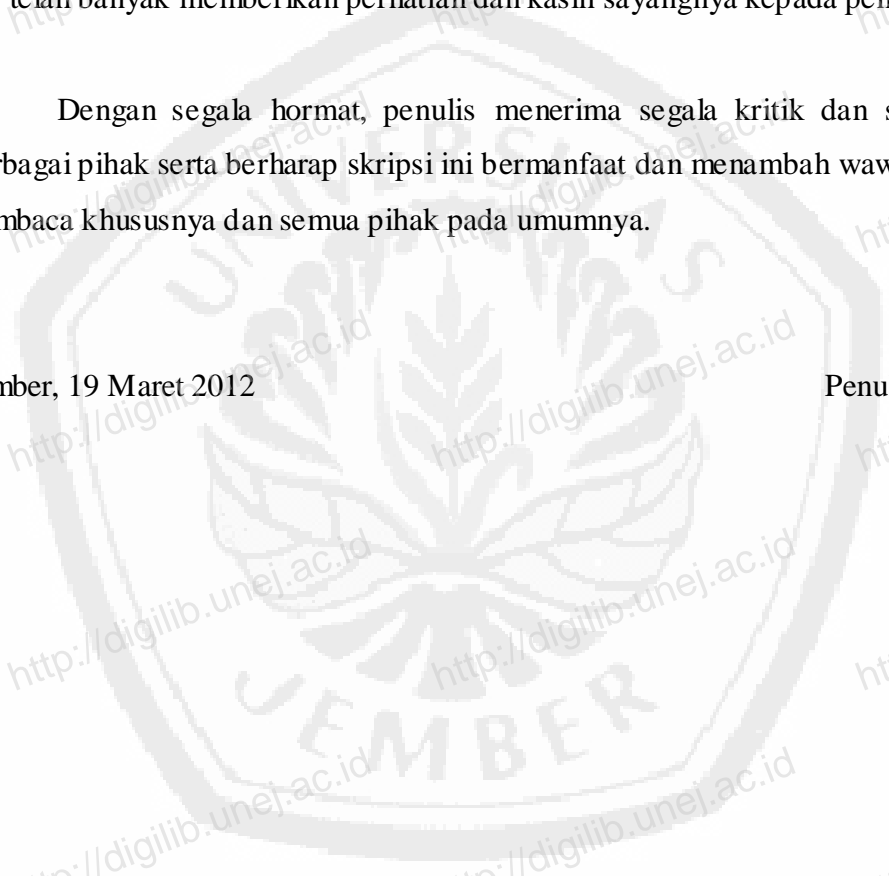 telah banyak memberikan perhatian dan kasih sayangnya kepada pen
Dengan segala hormat, penulis menerima segala kritik dan s
rbagai pihak serta berharap skripsi ini bermanfaat dan menambah waw
mbaca khususnya dan semua pihak pada umumnya.
mber, 19 Maret 2012 Penu
UNIVERSITAS
JEMBER
http://digilib.unej.ac.id
http://digilib.unej.ac.id
http://digilib.unej.ac.id
http://digilib.unej.ac.id
http://digilib.unej.ac.id
http://digilib.unej.ac.id
://digilib.unej.ac.id
://digilib.unej.ac.id